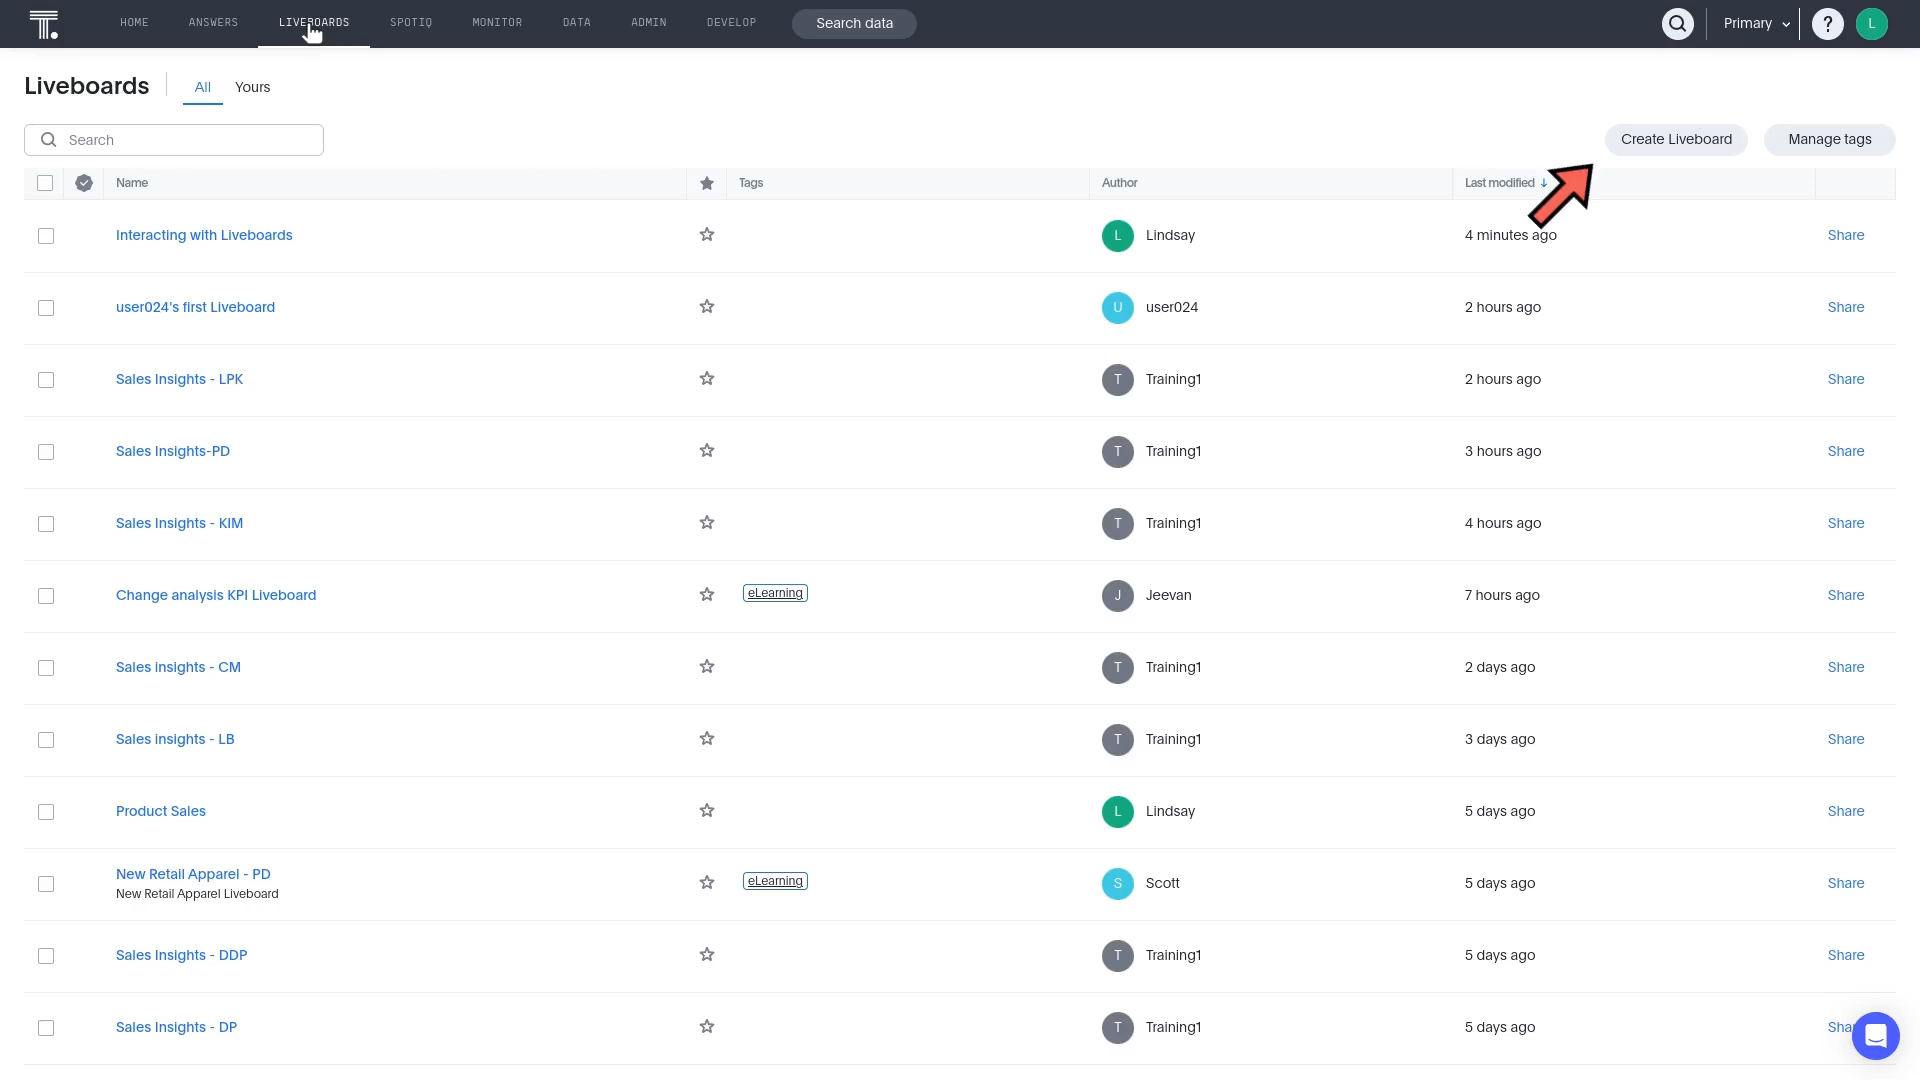 T.
HOME ANSWERS LIVEBOARDS SPOTIQ MONITOR DATA ADMIN DEVELOP Search data Primary ? L
Liveboards All Yours
Search Create Liveboard Manage tags
Name Tags Author Last modified ↓
Interacting with Liveboards L Lindsay 4 minutes ago Share
user024's first Liveboard U user024 2 hours ago Share
Sales Insights - LPK T Training1 2 hours ago Share
Sales Insights-PD T Training1 3 hours ago Share
Sales Insights - KIM T Training1 4 hours ago Share
Change analysis KPI Liveboard eLearning J Jeevan 7 hours ago Share
Sales insights - CM T Training1 2 days ago Share
Sales insights - LB T Training1 3 days ago Share
Product Sales L Lindsay 5 days ago Share
New Retail Apparel - PD eLearning S Scott 5 days ago Share
New Retail Apparel Liveboard
Sales Insights - DDP T Training1 5 days ago Share
Sales Insights - DP T Training1 5 days ago Shar